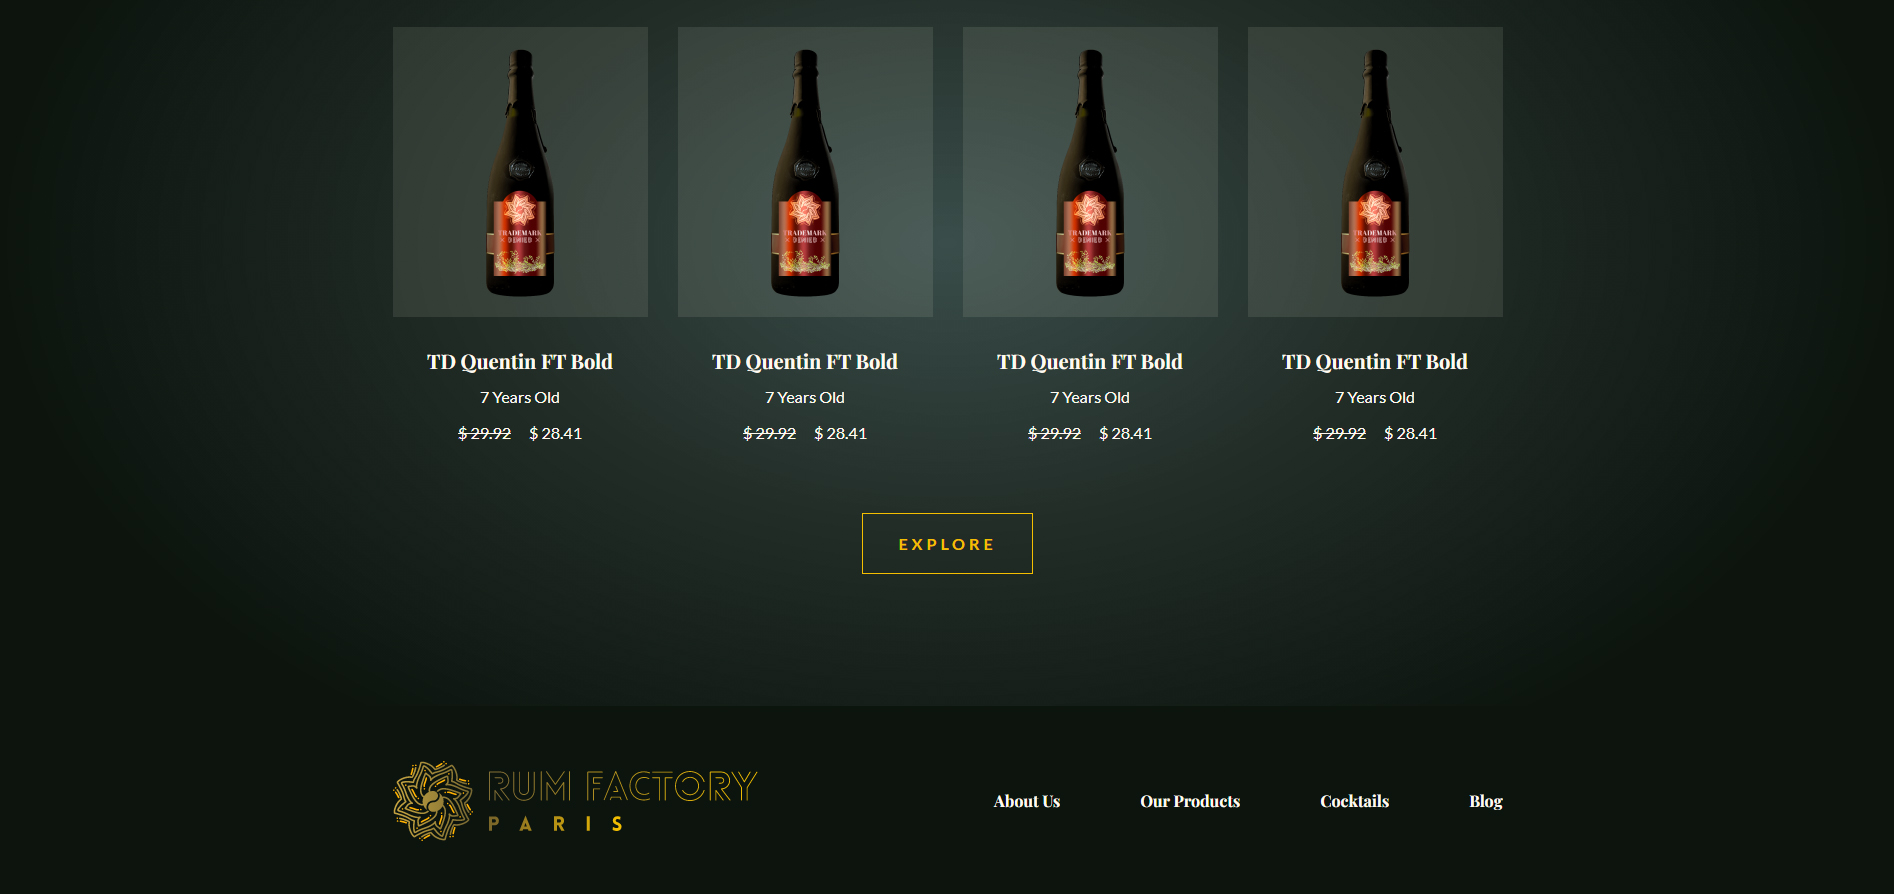 TRADEMARK
DENIED
TRADEMARK
DENIED
TRADEMARK
DENIED
TRADEMARK
DENIED
TD Quentin FT Bold
TD Quentin FT Bold
TD Quentin FT Bold
TD Quentin FT Bold
7 Years Old
7 Years Old
7 Years Old
7 Years Old
$ 29.92 $ 28.41
$ 29.92 $ 28.41
$ 29.92 $ 28.41
$ 29.92 $ 28.41
EXPLORE
RUM FACTORY
PARIS
About Us
Our Products
Cocktails
Blog